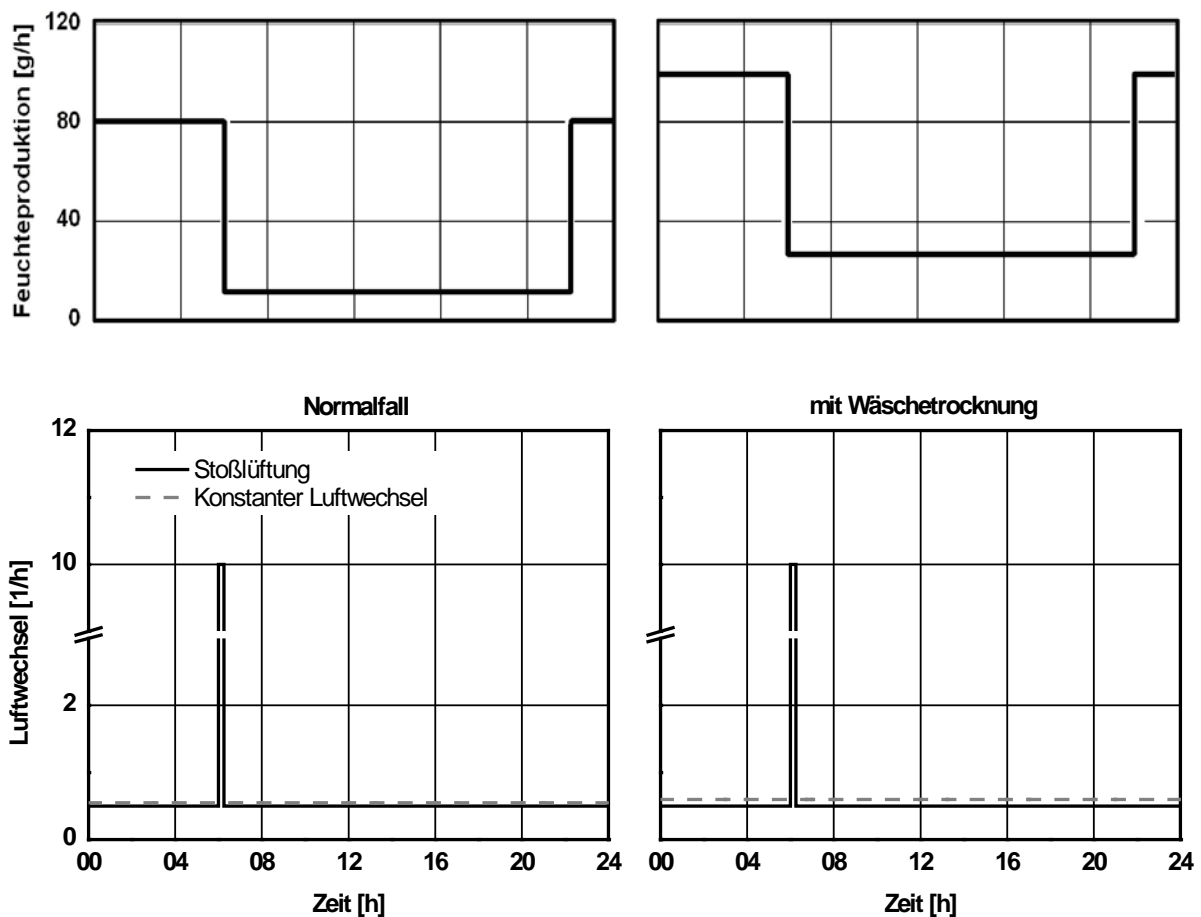 Feuchteproduktion [g/h]
120
80
40
0
Normalfall
mit Wäschetrocknung
Luftwechsel [1/h]
12
10
2
0
Stoßlüftung
Konstanter Luftwechsel
00 04 08 12 16 20 24
00 04 08 12 16 20 24
Zeit [h]
Zeit [h]